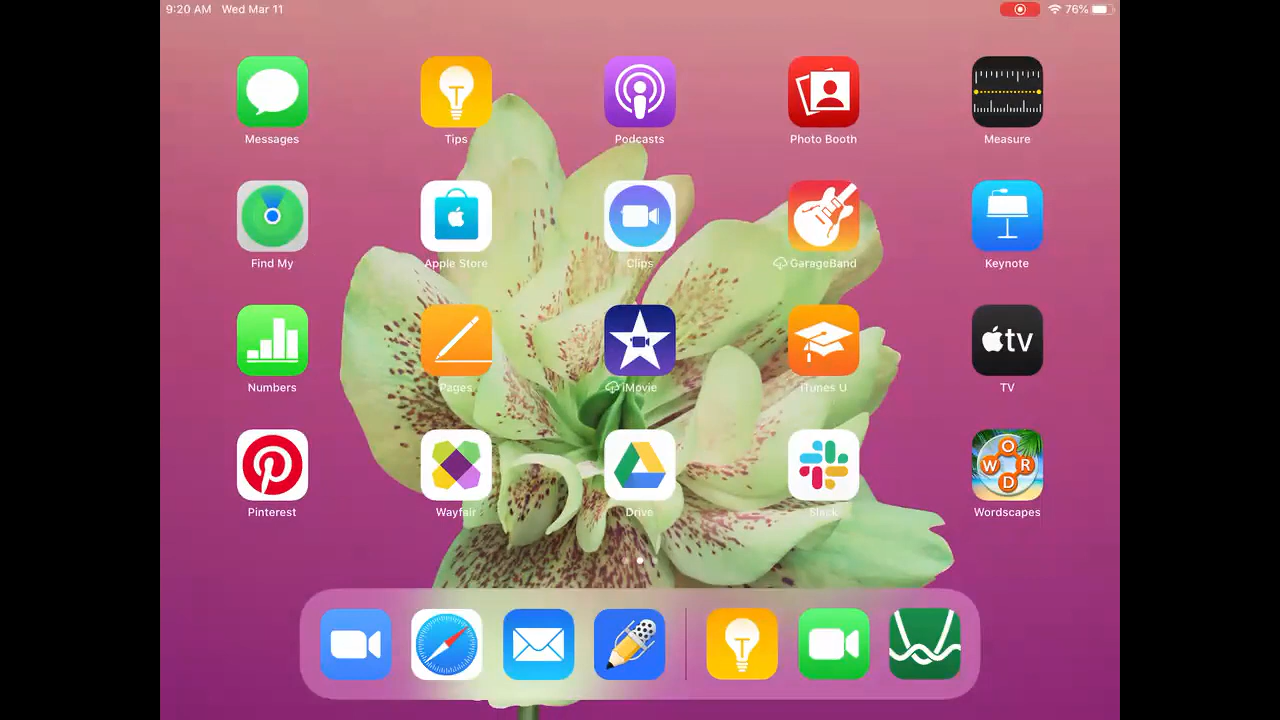 9:20 AM Wed Mar 11
76%
Messages
Tips
Podcasts
Photo Booth
Measure
Find My
Apple Store
Clips
GarageBand
Keynote
tv
Numbers
Pages
iMovie
iTunes U
TV
W O R D
Pinterest
Wayfair
Drive
Slack
Wordscapes